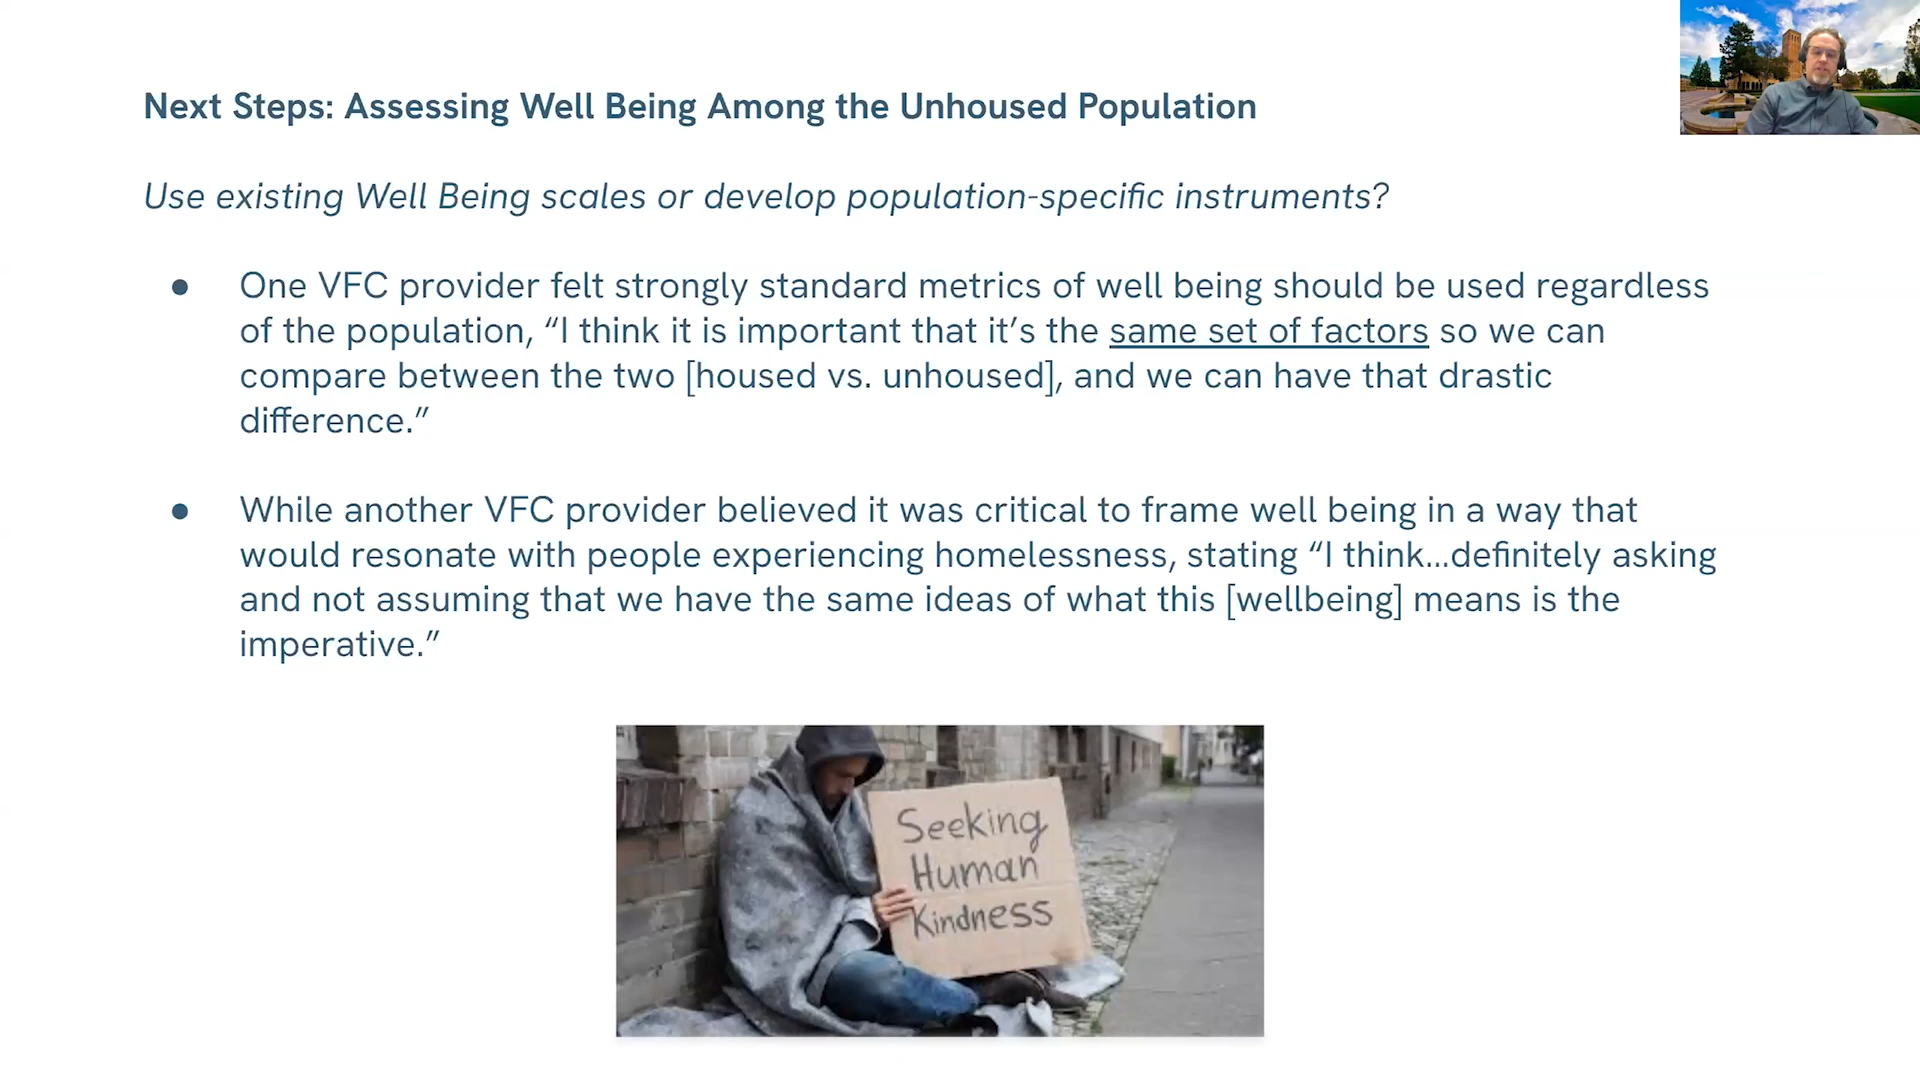 Next Steps: Assessing Well Being Among the Unhoused Population
Use existing Well Being scales or develop population-specific instruments?
● One VFC provider felt strongly standard metrics of well being should be used regardless
of the population, “I think it is important that it’s the same set of factors so we can
compare between the two [housed vs. unhoused], and we can have that drastic
difference.”
● While another VFC provider believed it was critical to frame well being in a way that
would resonate with people experiencing homelessness, stating “I think…definitely asking
and not assuming that we have the same ideas of what this [wellbeing] means is the
imperative.”
Seeking
Human
Kindness